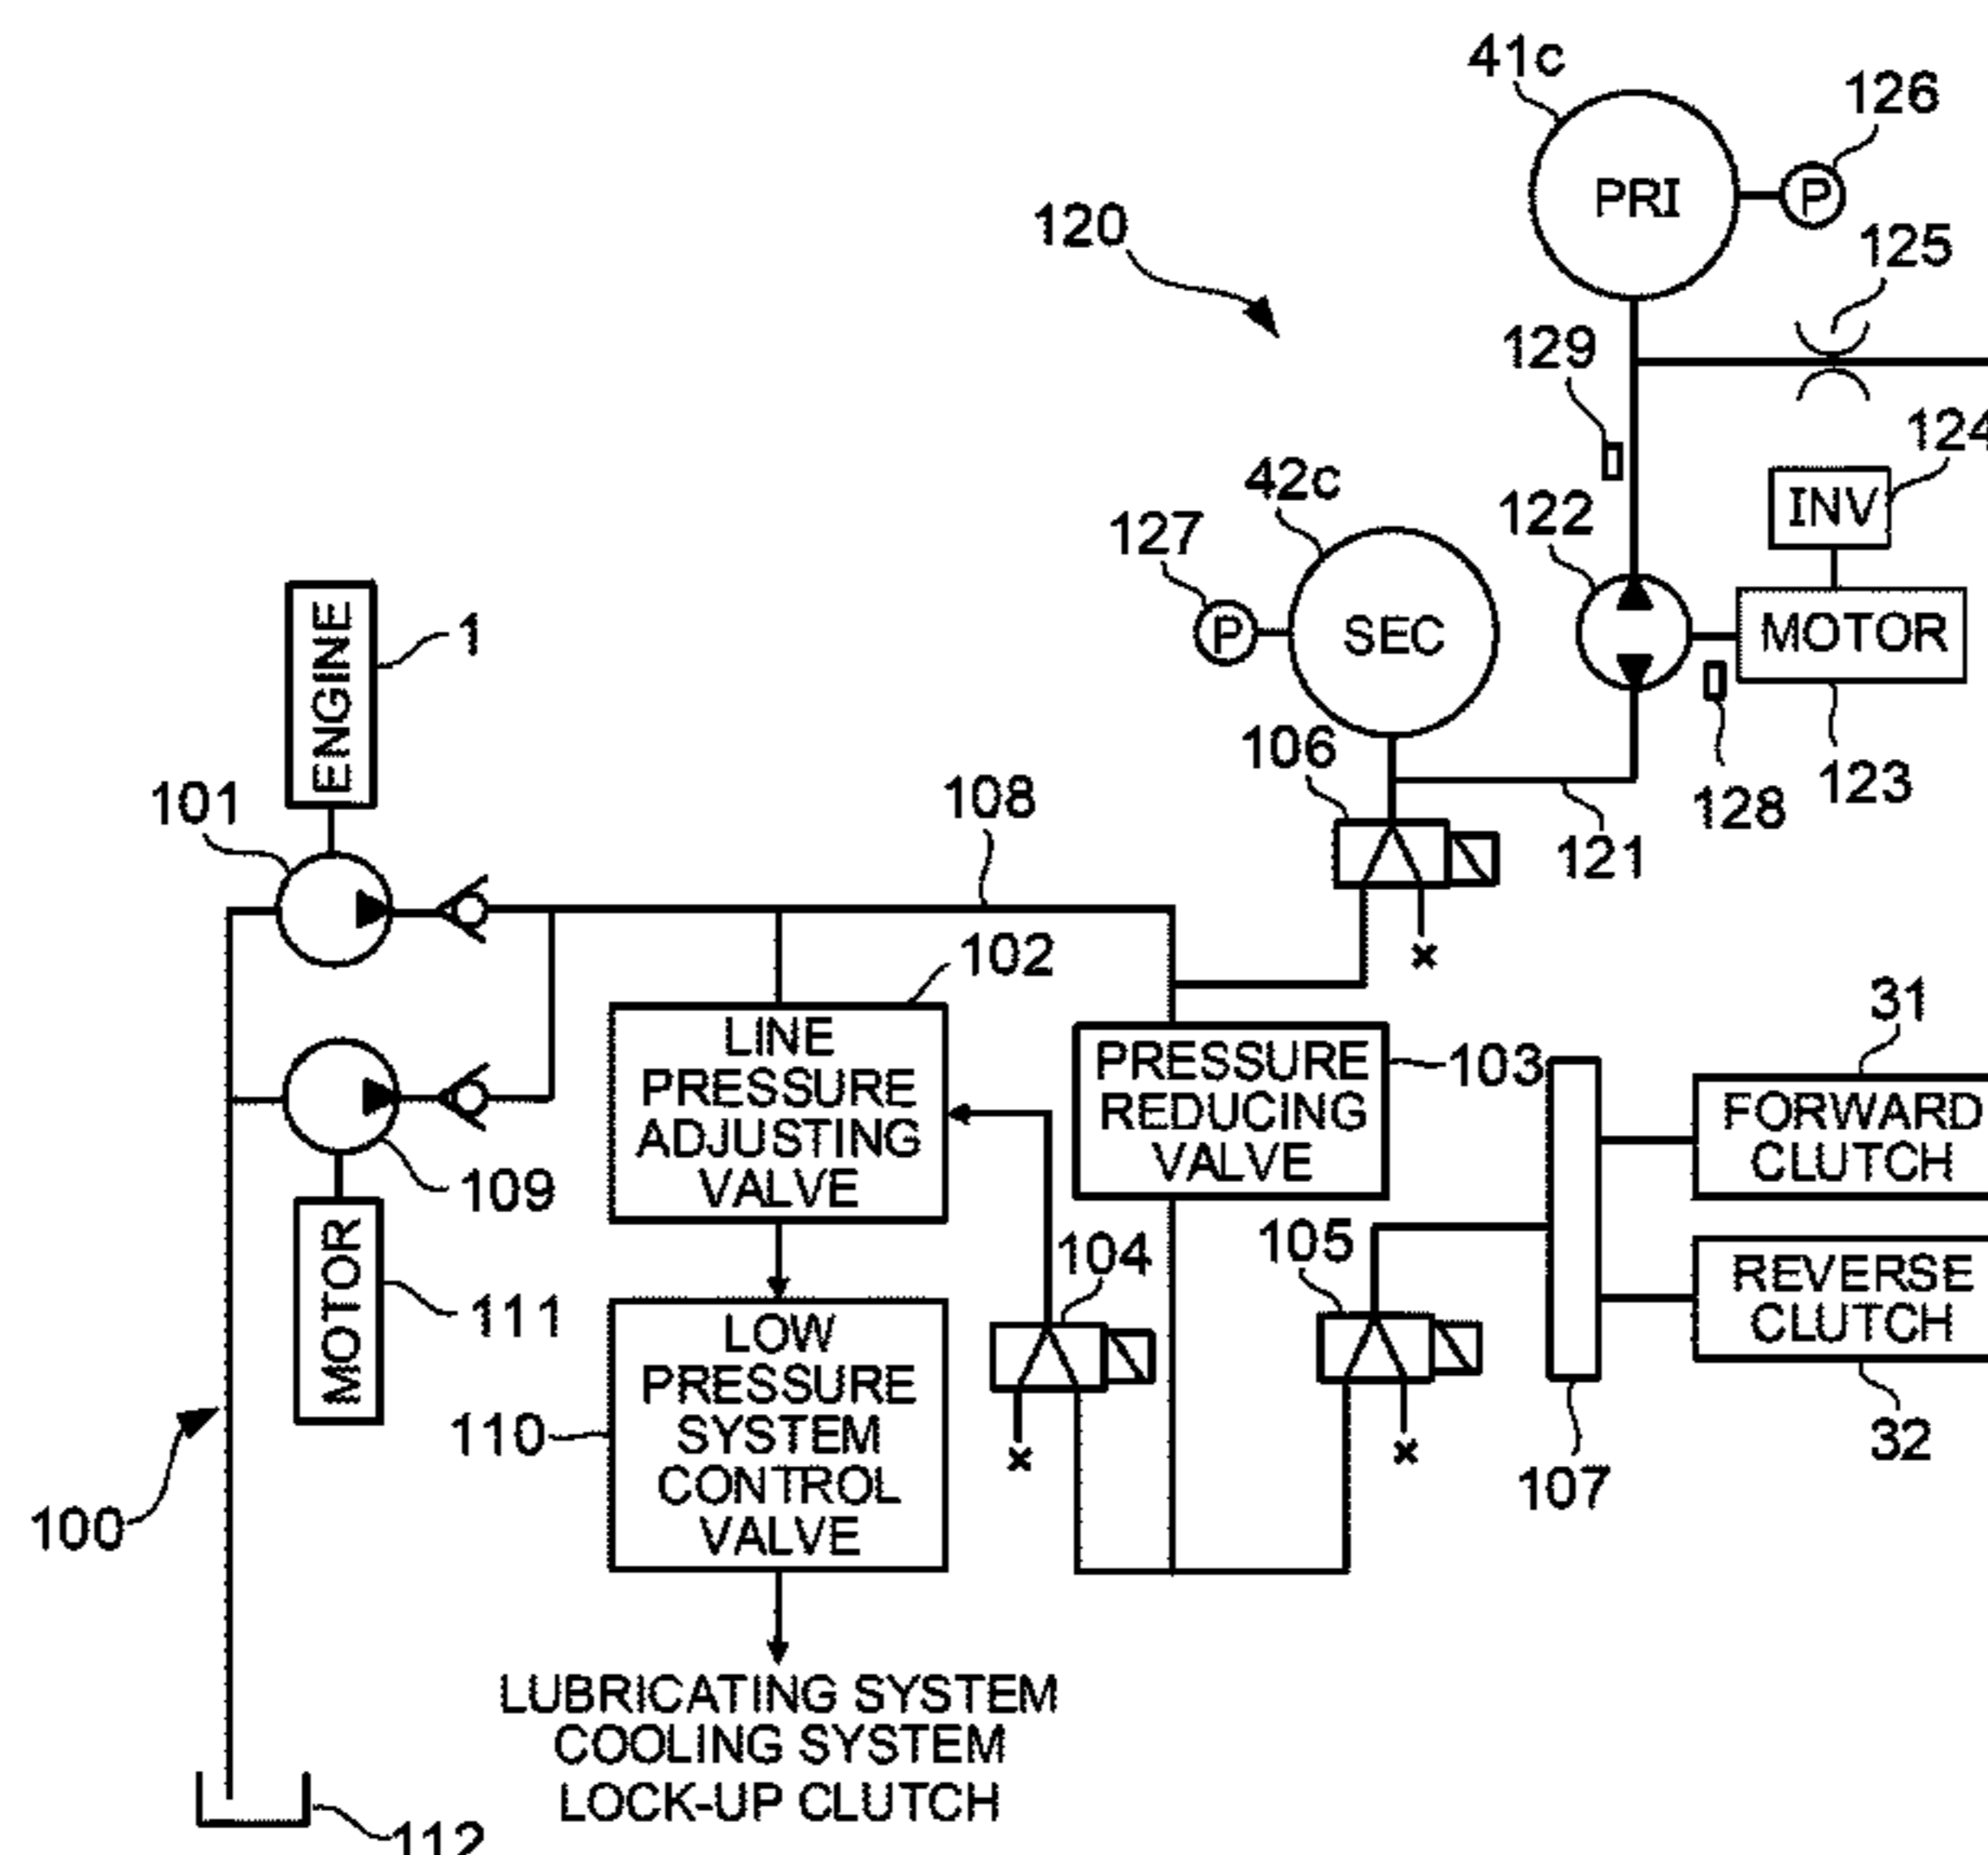 41c
126
PRI
P
120
125
129
124
42c
INV
127
122
P
SEC
MOTOR
ENGINE
1
106
101
108
128
123
121
102
31
LINE
PRESSURE
ADJUSTING
VALVE
PRESSURE
REDUCING
VALVE
103
FORWARD
CLUTCH
109
104
105
REVERSE
CLUTCH
MOTOR
111
LOW
PRESSURE
SYSTEM
CONTROL
VALVE
110
32
107
100
LUBRICATING SYSTEM
COOLING SYSTEM
LOCK-UP CLUTCH
112